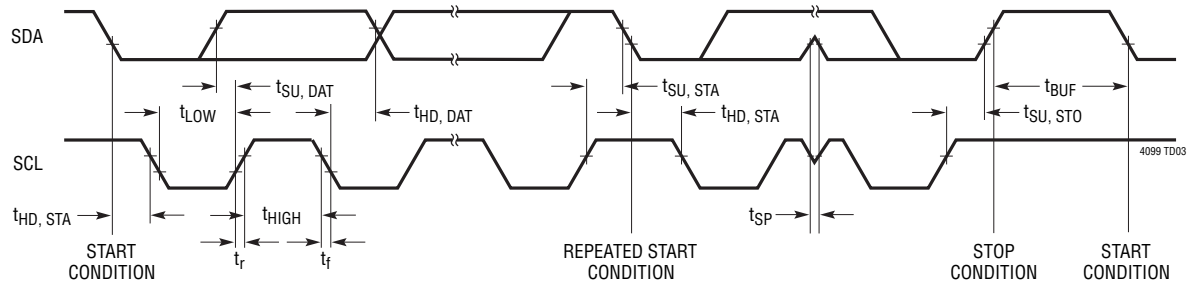 SDA
tSU, DAT
tSU, STA
tBUF
tLOW
tHD, DAT
tHD, STA
tSU, STO
SCL
4099 TD03
tHD, STA
tHIGH
tSP
tr
tf
START
CONDITION
REPEATED START
CONDITION
STOP
CONDITION
START
CONDITION